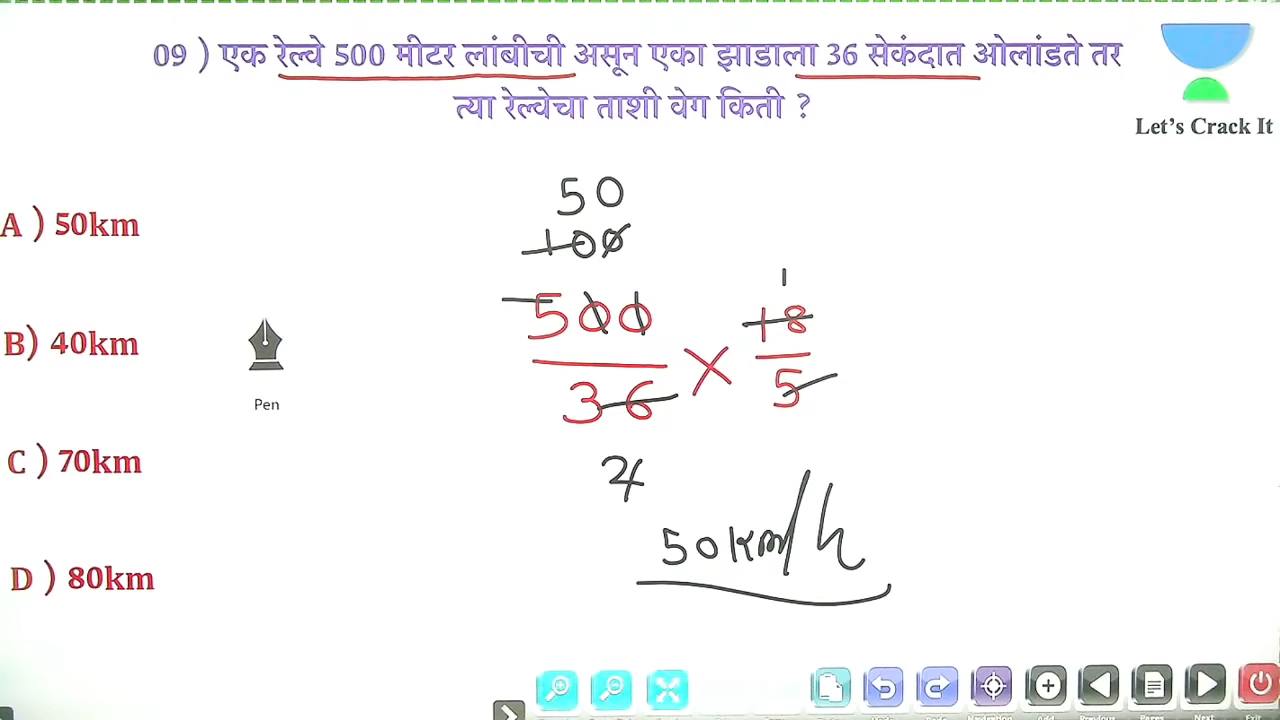 09 ) एक रेल्वे 500 मीटर लांबीची असून एका झाडाला 36 सेकंदात ओलांडते तर
त्या रेल्वेचा ताशी वेग किती ?
Let's Crack It
A ) 50km
B) 40km
C ) 70km
D ) 80km
Pen
50
100
1
500 18
36 × 5
2
50km/h